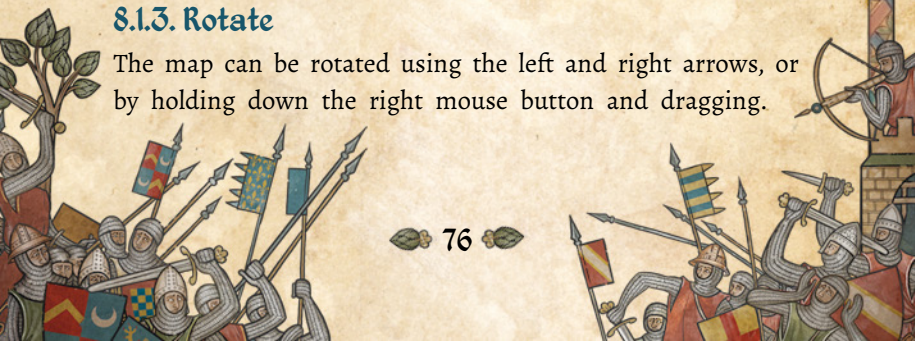 8.1.3. Rotate
The map can be rotated using the left and right arrows, or
by holding down the right mouse button and dragging.
76